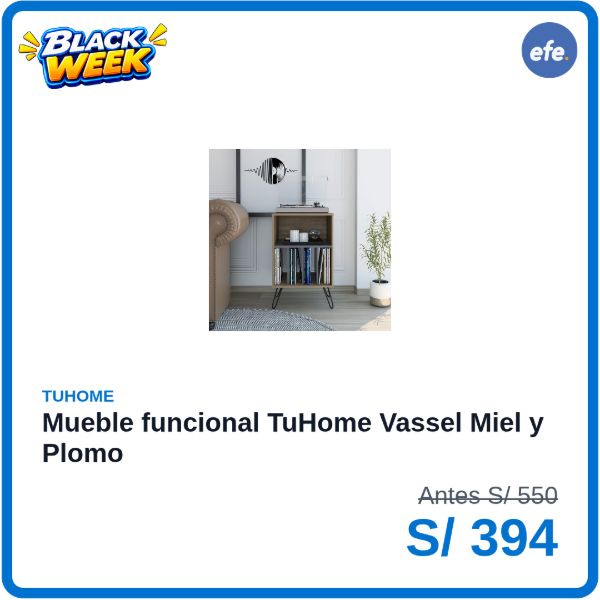 BLACK
WEEK
efe.
TUHOME
Mueble funcional TuHome Vassel Miel y
Plomo
Antes S/ 550
S/ 394